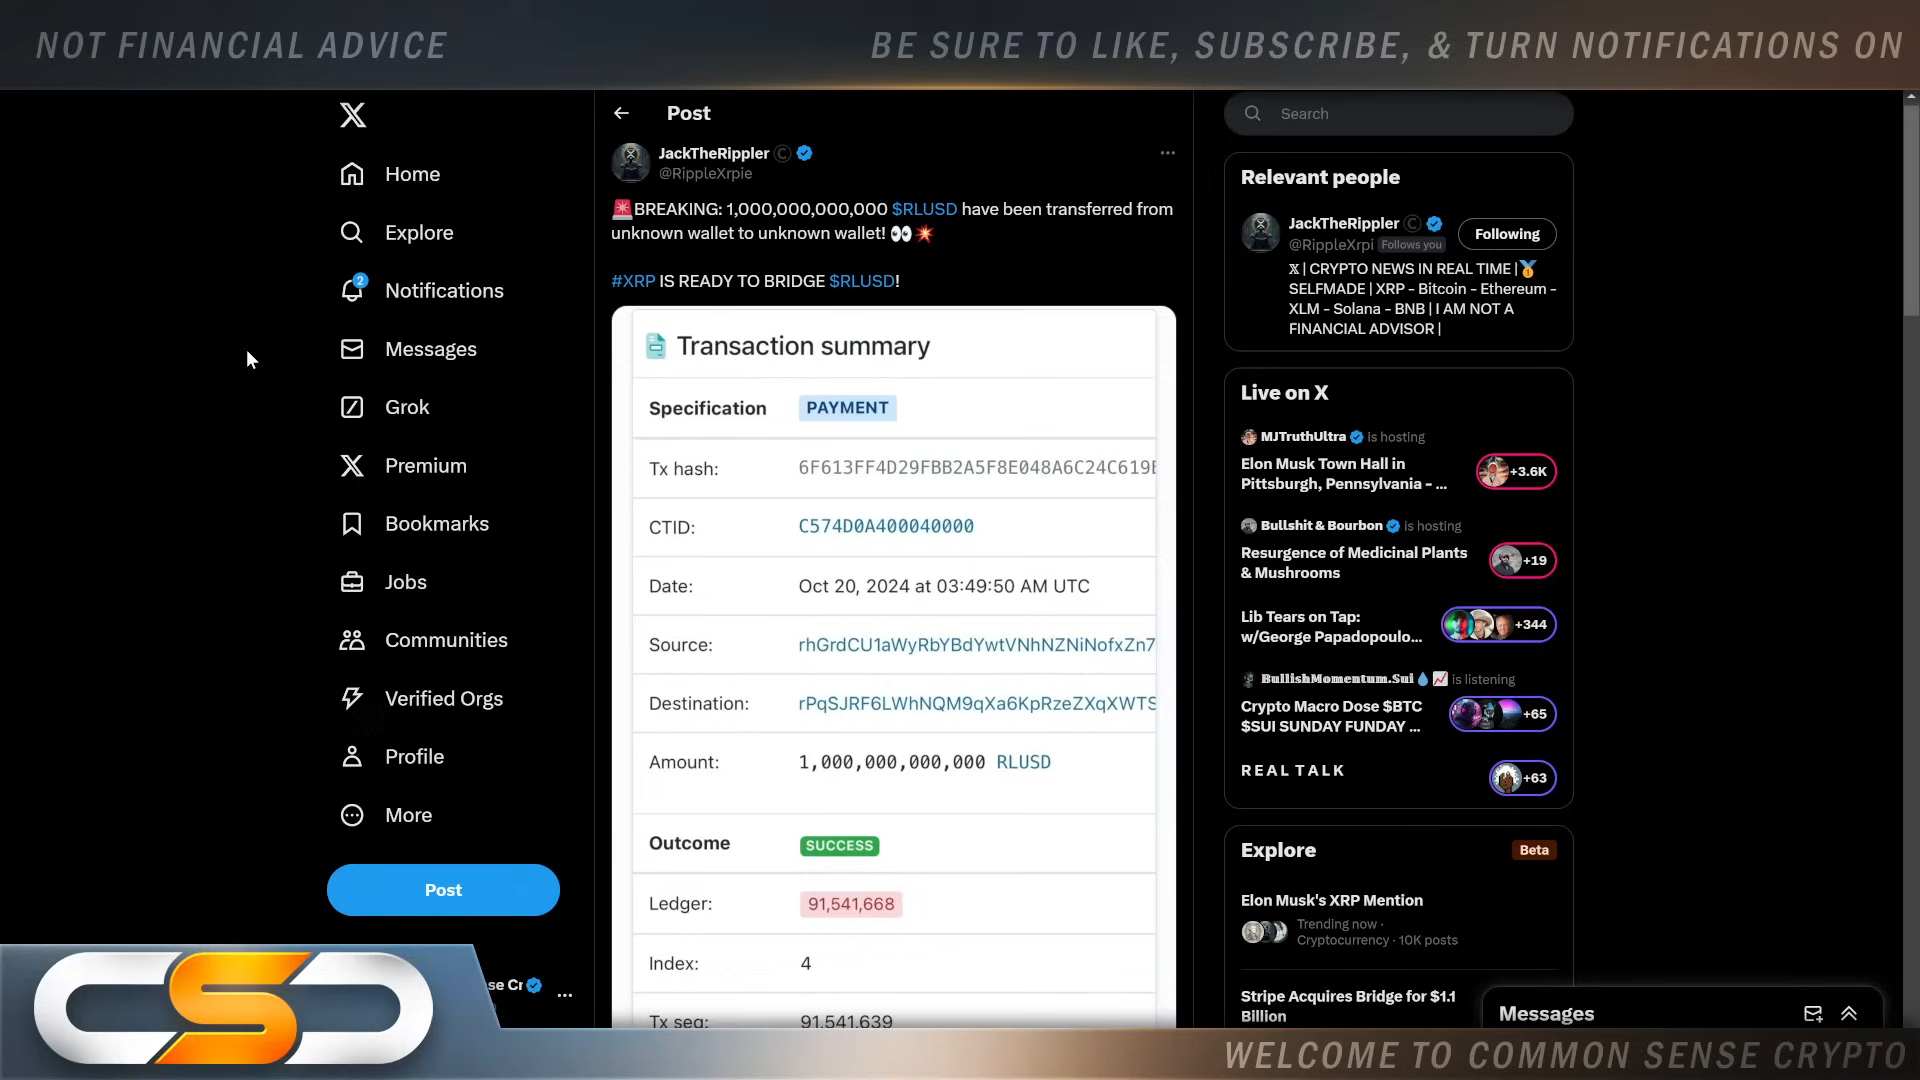 NOT FINANCIAL ADVICE
BE SURE TO LIKE, SUBSCRIBE, & TURN NOTIFICATIONS ON
Home
Explore
2
Notifications
Messages
Grok
Premium
Bookmarks
Jobs
Communities
Verified Orgs
Profile
More
Post
se Cr
Post
JackTheRippler ©
@RippleXrpie
🚨BREAKING: 1,000,000,000,000 $RLUSD have been transferred from
unknown wallet to unknown wallet! 👀💥
#XRP IS READY TO BRIDGE $RLUSD!
Transaction summary
Specification PAYMENT
Tx hash: 6F613FF4D29FBB2A5F8E048A6C24C619
CTID: C574D0A400040000
Date: Oct 20, 2024 at 03:49:50 AM UTC
Source: rhGrdCU1aWyRbYBdYwtVNhNZNiNofxZn7
Destination: rPqSJRF6LWhNQM9qXa6KpRzeZXqXWTS
Amount: 1,000,000,000,000 RLUSD
Outcome SUCCESS
Ledger: 91,541,668
Index: 4
Tx seq: 91,541,639
Search
Relevant people
JackTheRippler ©
@RippleXrpi Follows you
Following
𝕏 | CRYPTO NEWS IN REAL TIME |🥇
SELFMADE | XRP - Bitcoin - Ethereum -
XLM - Solana - BNB | I AM NOT A
FINANCIAL ADVISOR |
Live on X
MJTruthUltra is hosting
Elon Musk Town Hall in
Pittsburgh, Pennsylvania - ...
+3.6K
Bullshit & Bourbon is hosting
Resurgence of Medicinal Plants
& Mushrooms
+19
Lib Tears on Tap:
w/George Papadopoulo...
+344
BullishMomentum.Sui💧📈 is listening
Crypto Macro Dose $BTC
$SUI SUNDAY FUNDAY ...
+65
R E A L T A L K
+63
Explore
Beta
Elon Musk's XRP Mention
Trending now ·
Cryptocurrency · 10K posts
Stripe Acquires Bridge for $1.1
Billion
Messages
CSC
WELCOME TO COMMON SENSE CRYPTO